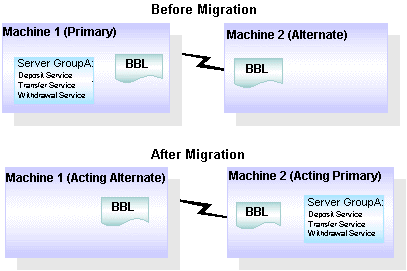 Before Migration
Machine 1 (Primary)
Server GroupA:
Deposit Service
Transfer Service
Withdrawal Service
BBL
Machine 2 (Alternate)
BBL
After Migration
Machine 1 (Acting Alternate)
BBL
Machine 2 (Acting Primary)
BBL
Server GroupA:
Deposit Service
Transfer Service
Withdrawal Service